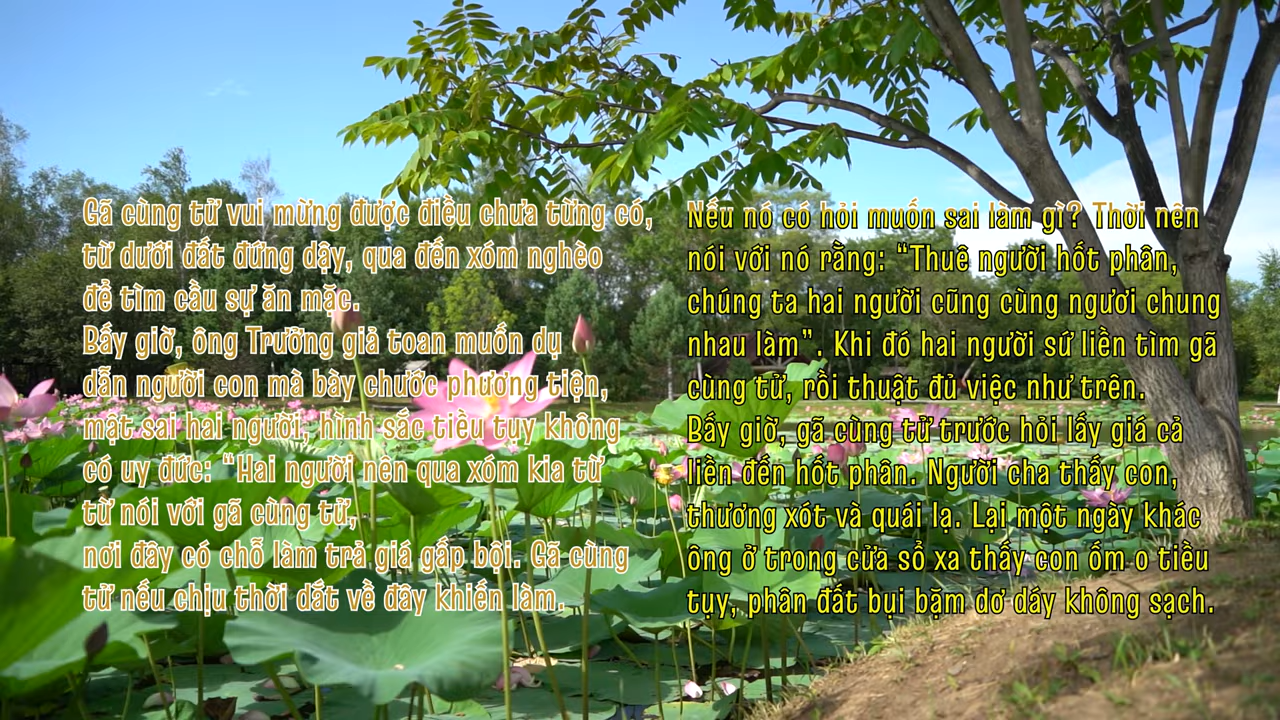 Gã cùng tử vui mừng được điều chưa từng có,
từ dưới đất đứng dậy, qua đến xóm nghèo
để tìm cầu sự ăn mặc.
Bấy giờ, ông Trưởng giả toan muốn dụ
dẫn người con mà bày chước phương tiện,
mật sai hai người, hình sắc tiều tụy không
có uy đức: “Hai người nên qua xóm kia từ
từ nói với gã cùng tử,
nơi đây có chỗ làm trả giá gấp bội. Gã cùng
tử nếu chịu thời dắt về đây khiến làm.
Nếu nó có hỏi muốn sai làm gì? Thời nên
nói với nó rằng: “Thuê người hốt phân,
chúng ta hai người cũng cùng ngươi chung
nhau làm”. Khi đó hai người sứ liền tìm gã
cùng tử, rồi thuật đủ việc như trên.
Bấy giờ, gã cùng tử trước hỏi lấy giá cả
liền đến hốt phân. Người cha thấy con,
thương xót và quái lạ. Lại một ngày khác
ông ở trong cửa sổ xa thấy con ốm o tiều
tụy, phân đất bụi bặm dơ dáy không sạch.